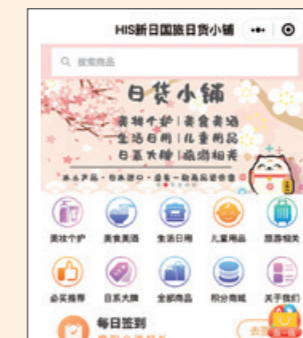 HIS新日国旅日货小铺
搜索商品
日货小铺
美妆个护|美食美酒
生活日用|儿童用品
日系大牌|旅游相关
美妆个护 美食美酒 生活日用 儿童用品 旅游相关
必买推荐 日系大牌 全部商品 积分商城 关于我们
每日签到